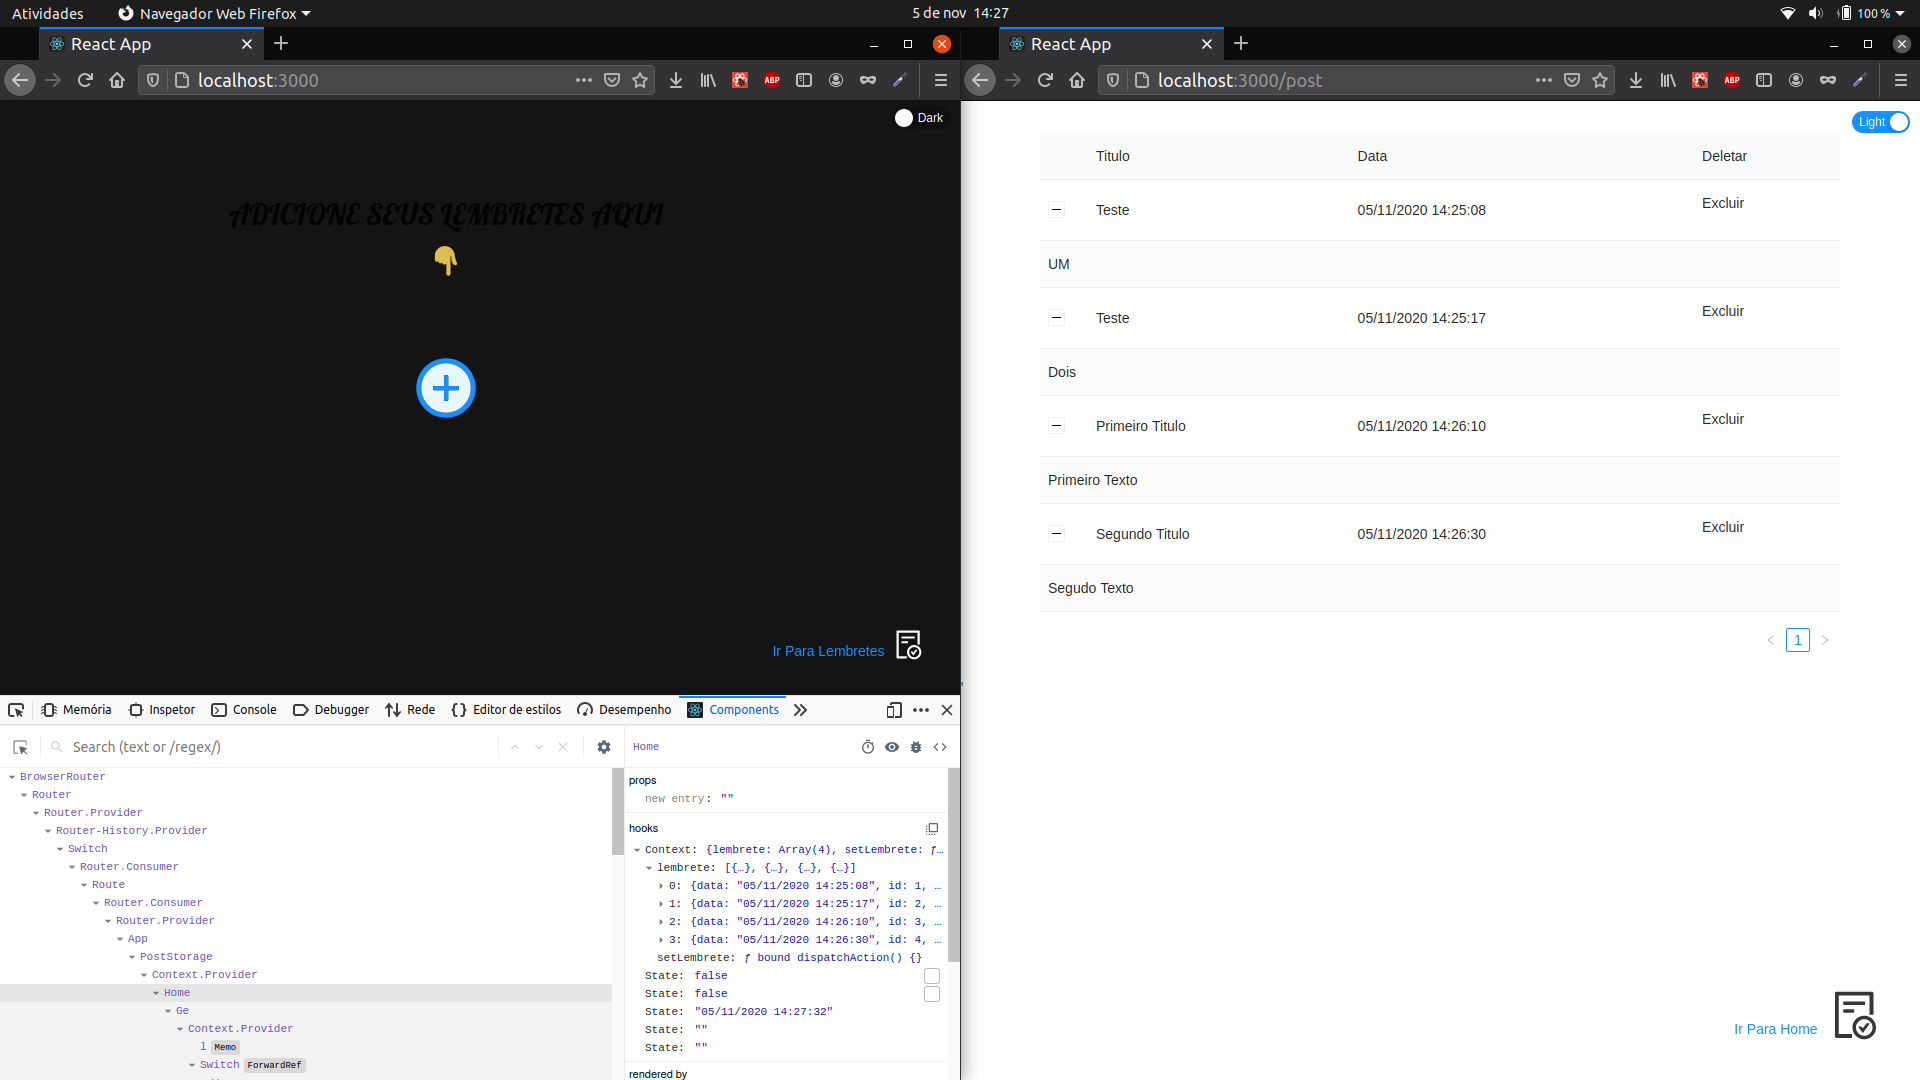 Atividades
Navegador Web Firefox
5 de nov 14:27
100 %
React App
localhost:3000
ABP
Dark
ADICIONE SEUS LEMBRETES AQUI
Ir Para Lembretes
Memória
Inspetor
Console
Debugger
Rede
Editor de estilos
Desempenho
Components
Search (text or /regex/)
BrowserRouter
Router
Router.Provider
Router-History.Provider
Switch
Router.Consumer
Route
Router.Consumer
Router.Provider
App
PostStorage
Context.Provider
Home
Ge
Context.Provider
l Memo
Switch ForwardRef
Home
props
new entry: ""
hooks
Context: {lembrete: Array(4), setLembrete: ƒ…
lembrete: [{…}, {…}, {…}, {…}]
0: {data: "05/11/2020 14:25:08", id: 1, …
1: {data: "05/11/2020 14:25:17", id: 2, …
2: {data: "05/11/2020 14:26:10", id: 3, …
3: {data: "05/11/2020 14:26:30", id: 4, …
setLembrete: ƒ bound dispatchAction() {}
State: false
State: false
State: "05/11/2020 14:27:32"
State: ""
State: ""
rendered by
React App
localhost:3000/post
ABP
Light
Titulo Data Deletar
Teste 05/11/2020 14:25:08 Excluir
UM
Teste 05/11/2020 14:25:17 Excluir
Dois
Primeiro Titulo 05/11/2020 14:26:10 Excluir
Primeiro Texto
Segundo Titulo 05/11/2020 14:26:30 Excluir
Segudo Texto
1
Ir Para Home